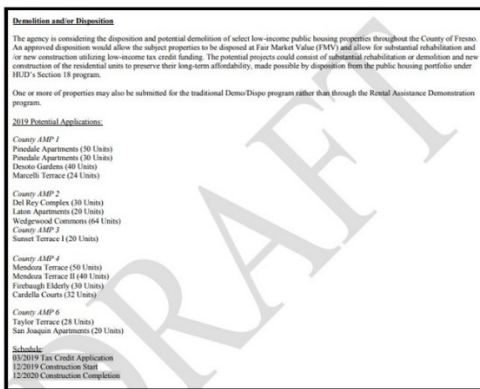 Demolition and/or Disposition
The agency is considering the disposition and potential demolition of select low-income public housing properties throughout the County of Fresno.
An approved disposition would allow the subject properties to be disposed at Fair Market Value (FMV) and allow for substantial rehabilitation and
/or new construction utilizing low-income tax credit funding. The potential projects could consist of substantial rehabilitation or demolition and new
construction of the residential units to preserve their long-term affordability, made possible by disposition from the public housing portfolio under
HUD's Section 18 program.
One or more of properties may also be submitted for the traditional Demo/Dispo program rather than through the Rental Assistance Demonstration
program.
2019 Potential Applications:
County AMP 1
Pinedale Apartments (50 Units)
Pinedale Apartments (30 Units)
Desoto Gardens (40 Units)
Marcelli Terrace (24 Units)
County AMP 2
Del Rey Complex (30 Units)
Laton Apartments (20 Units)
Wedgewood Commons (64 Units)
County AMP 3
Sunset Terrace I (20 Units)
County AMP 4
Mendoza Terrace (50 Units)
Mendoza Terrace II (40 Units)
Firebaugh Elderly (30 Units)
Cardella Courts (32 Units)
County AMP 6
Taylor Terrace (28 Units)
San Joaquin Apartments (20 Units)
Schedule:
03/2019 Tax Credit Application
12/2019 Construction Start
12/2020 Construction Completion
DRAFT